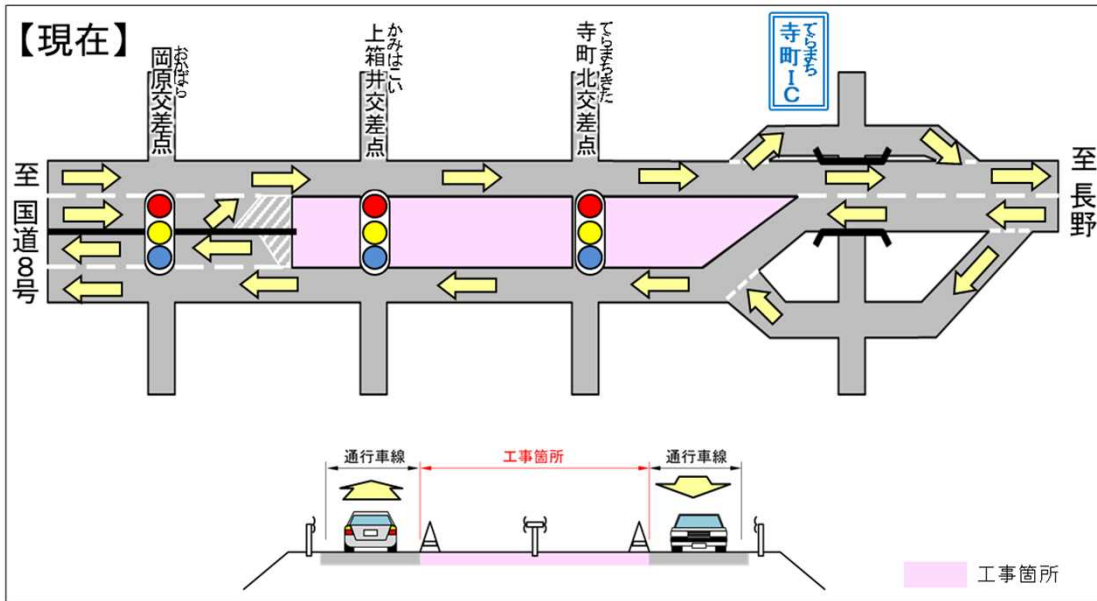 【現在】
おかばら
岡原交差点
かみはこい
上箱井交差点
てらまちきた
寺町北交差点
てらまち
寺町IC
至国道8号
至長野
通行車線
工事箇所
通行車線
工事箇所